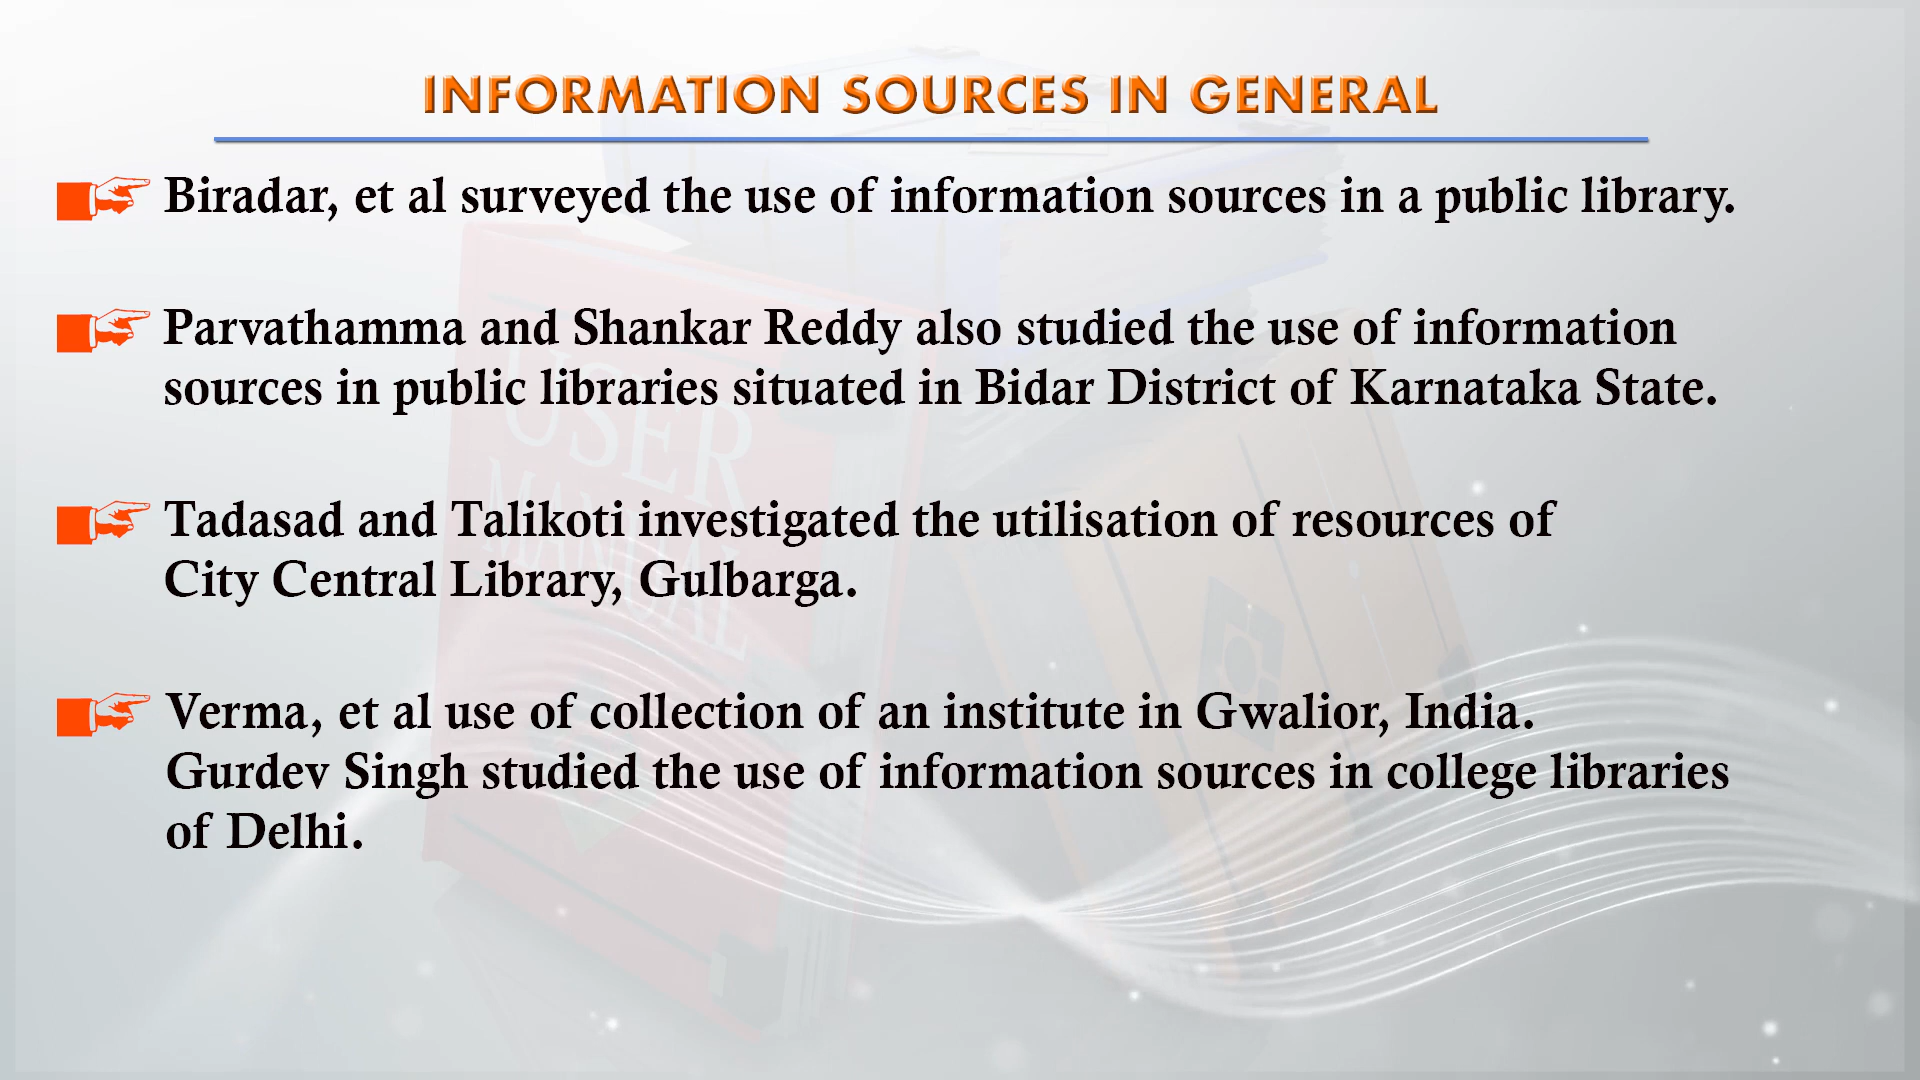 INFORMATION SOURCES IN GENERAL
Biradar, et al surveyed the use of information sources in a public library.
Parvathamma and Shankar Reddy also studied the use of information
sources in public libraries situated in Bidar District of Karnataka State.
Tadasad and Talikoti investigated the utilisation of resources of
City Central Library, Gulbarga.
Verma, et al use of collection of an institute in Gwalior, India.
Gurdev Singh studied the use of information sources in college libraries
of Delhi.
USER
MANUAL
MANUAL